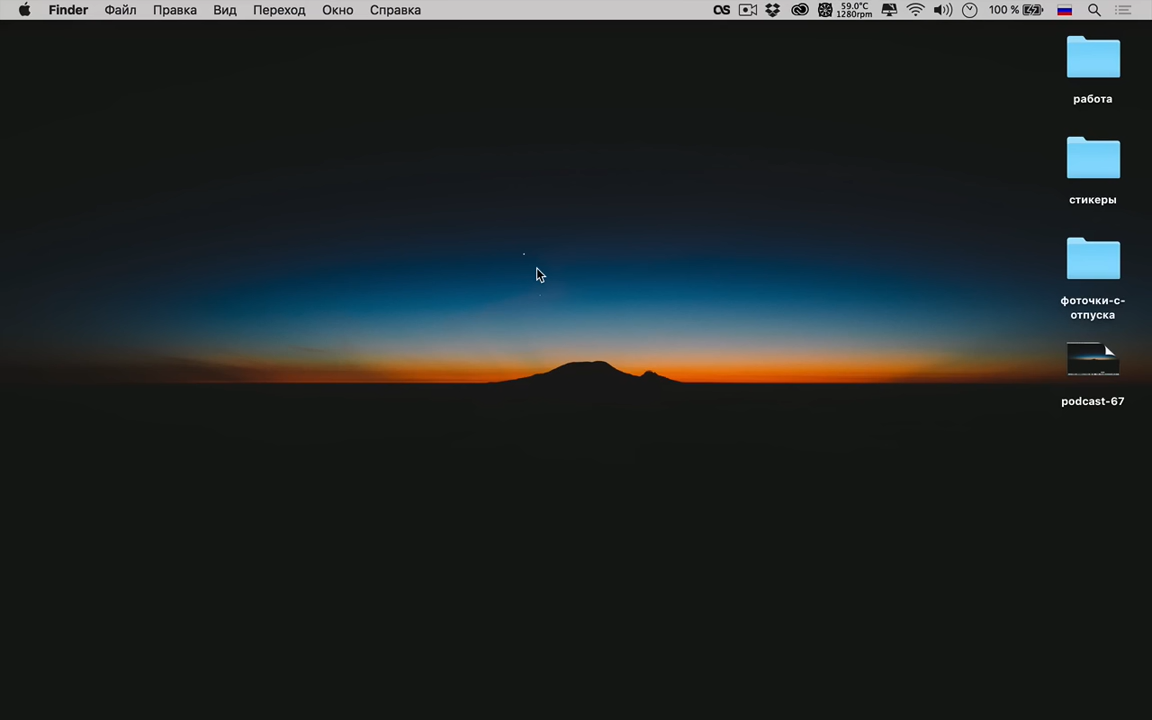 Finder Файл Правка Вид Переход Окно Справка 59.0°C 100 %
1280rpm
работа
стикеры
фоточки-с-
отпуска
podcast-67